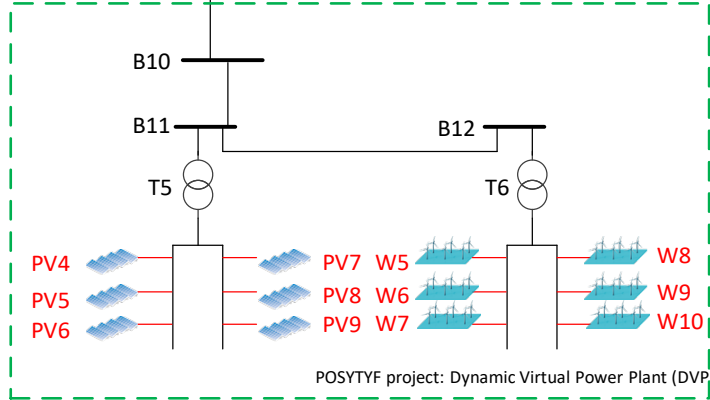 B10
B11
B12
T5
T6
PV4
PV7
W5
W8
PV5
PV8
W6
W9
PV6
PV9
W7
W10
POSYTYF project: Dynamic Virtual Power Plant (DVP